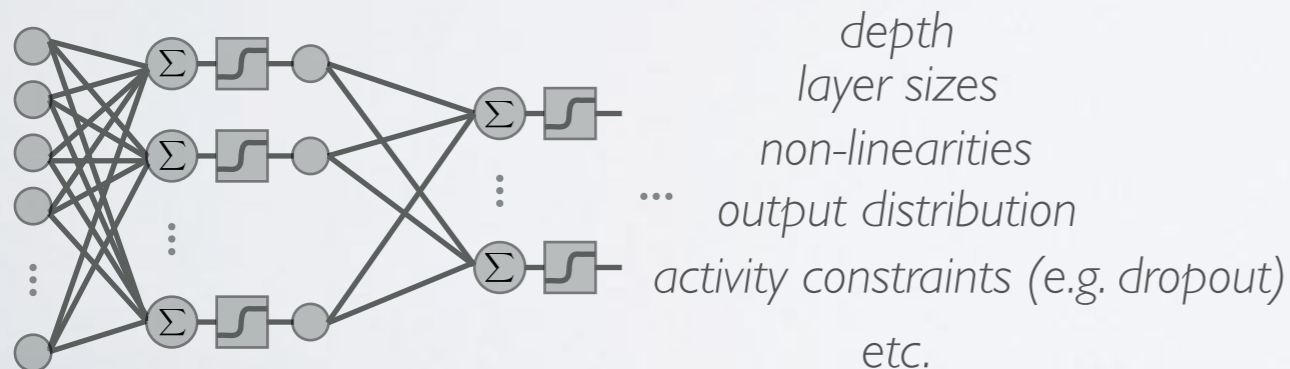 Σ
Σ
Σ
Σ
Σ
depth
layer sizes
non-linearities
output distribution
activity constraints (e.g. dropout)
etc.